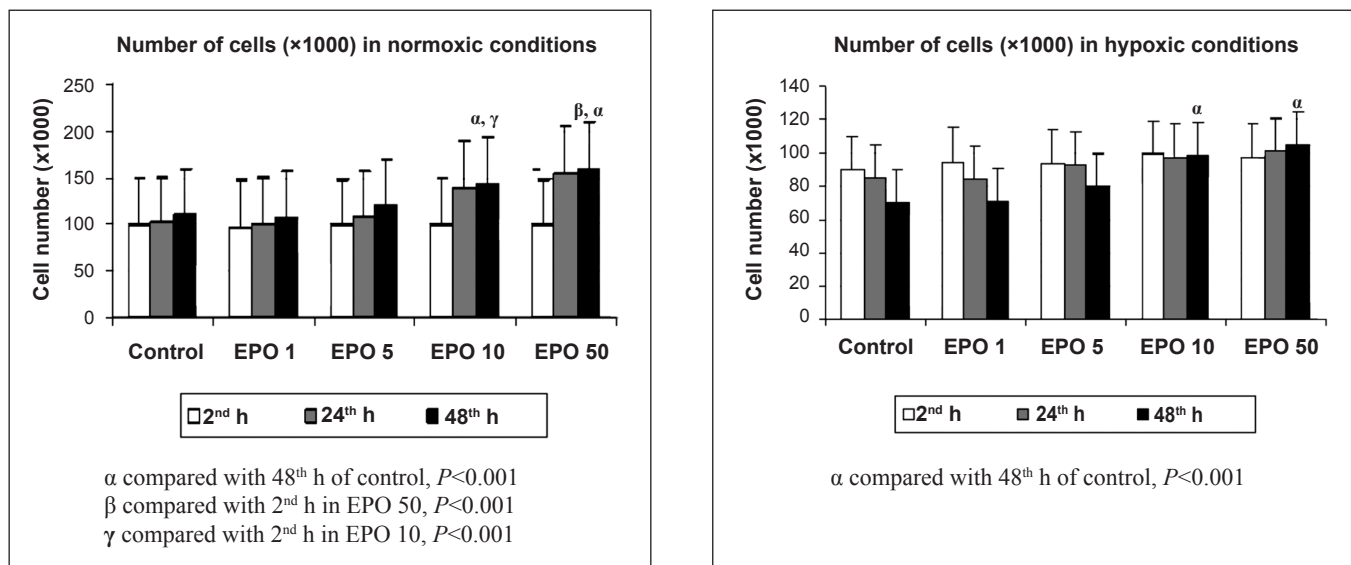 Number of cells (×1000) in normoxic conditions
Cell number (x1000)
250
200
150
100
50
0
α, γ
β, α
Control EPO 1 EPO 5 EPO 10 EPO 50
2nd h 24th h 48th h
α compared with 48th h of control, P<0.001
β compared with 2nd h in EPO 50, P<0.001
γ compared with 2nd h in EPO 10, P<0.001
Number of cells (×1000) in hypoxic conditions
Cell number (x1000)
140
120
100
80
60
40
20
0
α
α
Control EPO 1 EPO 5 EPO 10 EPO 50
2nd h 24th h 48th h
α compared with 48th h of control, P<0.001